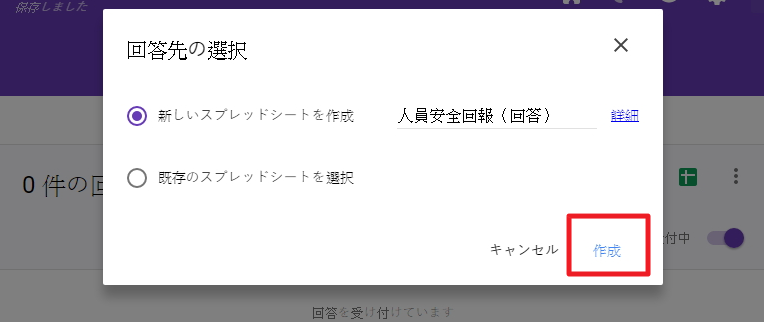 保存しました
回答先の選択
新しいスプレッドシートを作成 人員安全回報（回答） 詳細
既存のスプレッドシートを選択
0 件の回
付中
キャンセル 作成
回答を受け付けています